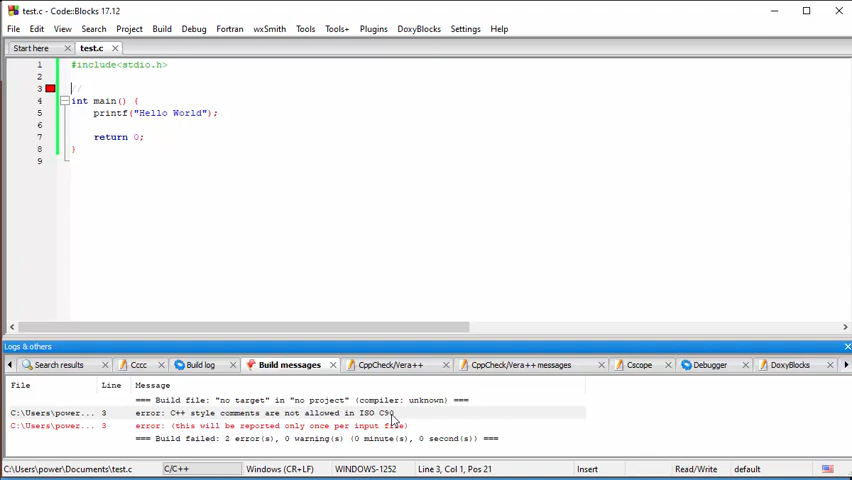 test.c - Code::Blocks 17.12
File Edit View Search Project Build Debug Fortran wxSmith Tools Tools+ Plugins DoxyBlocks Settings Help
Start here test.c
1 #include<stdio.h>
2
3 //
4 int main() {
5 printf("Hello World");
6
7 return 0;
8 }
9
Logs & others
Search results Cccc Build log Build messages CppCheck/Vera++ CppCheck/Vera++ messages Cscope Debugger DoxyBlocks
File Line Message
=== Build file: "no target" in "no project" (compiler: unknown) ===
C:\Users\power... 3 error: C++ style comments are not allowed in ISO C90
C:\Users\power... 3 error: (this will be reported only once per input file)
=== Build failed: 2 error(s), 0 warning(s) (0 minute(s), 0 second(s)) ===
C:\Users\power\Documents\test.c C/C++ Windows (CR+LF) WINDOWS-1252 Line 3, Col 1, Pos 21 Insert Read/Write default